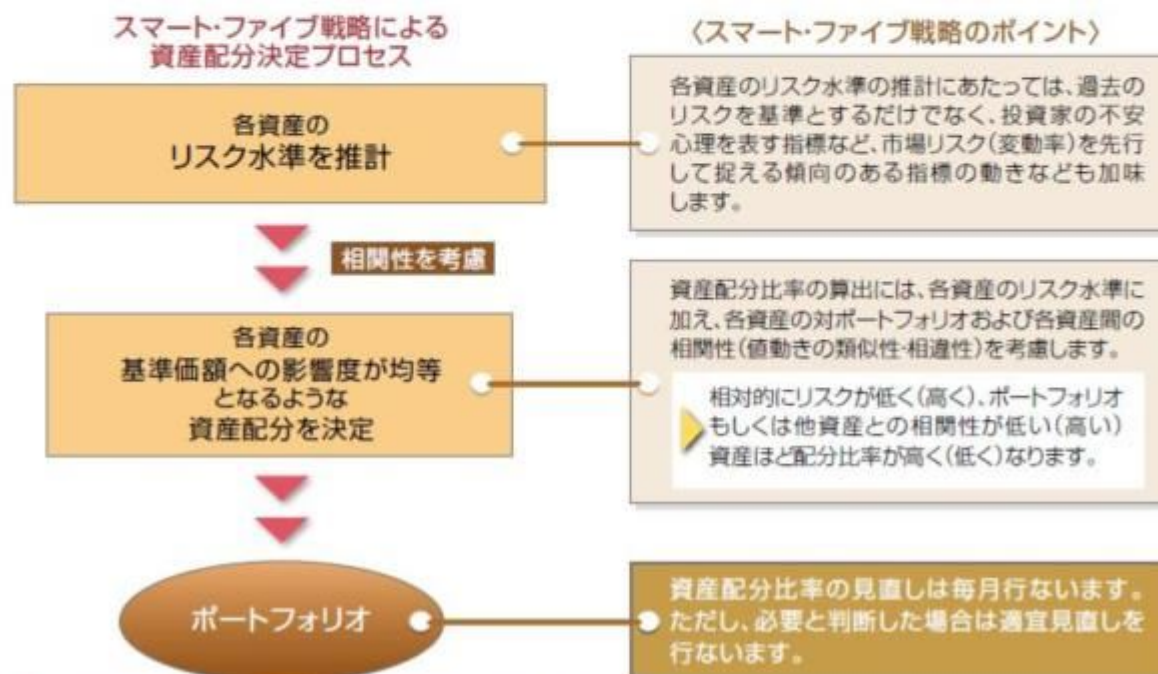 スマート・ファイブ戦略による
資産配分決定プロセス
〈スマート・ファイブ戦略のポイント〉
各資産の
リスク水準を推計
各資産のリスク水準の推計にあたっては、過去の
リスクを基準とするだけでなく、投資家の不安
心理を表す指標など、市場リスク(変動率)を先行
して捉える傾向のある指標の動きなども加味
します。
相関性を考慮
各資産の
基準価額への影響度が均等
となるような
資産配分を決定
資産配分比率の算出には、各資産のリスク水準に
加え、各資産の対ポートフォリオおよび各資産間の
相関性(値動きの類似性・相違性)を考慮します。
相対的にリスクが低く(高く)、ポートフォリオ
もしくは他資産との相関性が低い(高い)
資産ほど配分比率が高く(低く)なります。
ポートフォリオ
資産配分比率の見直しは毎月行ないます。
ただし、必要と判断した場合は適宜見直しを
行ないます。